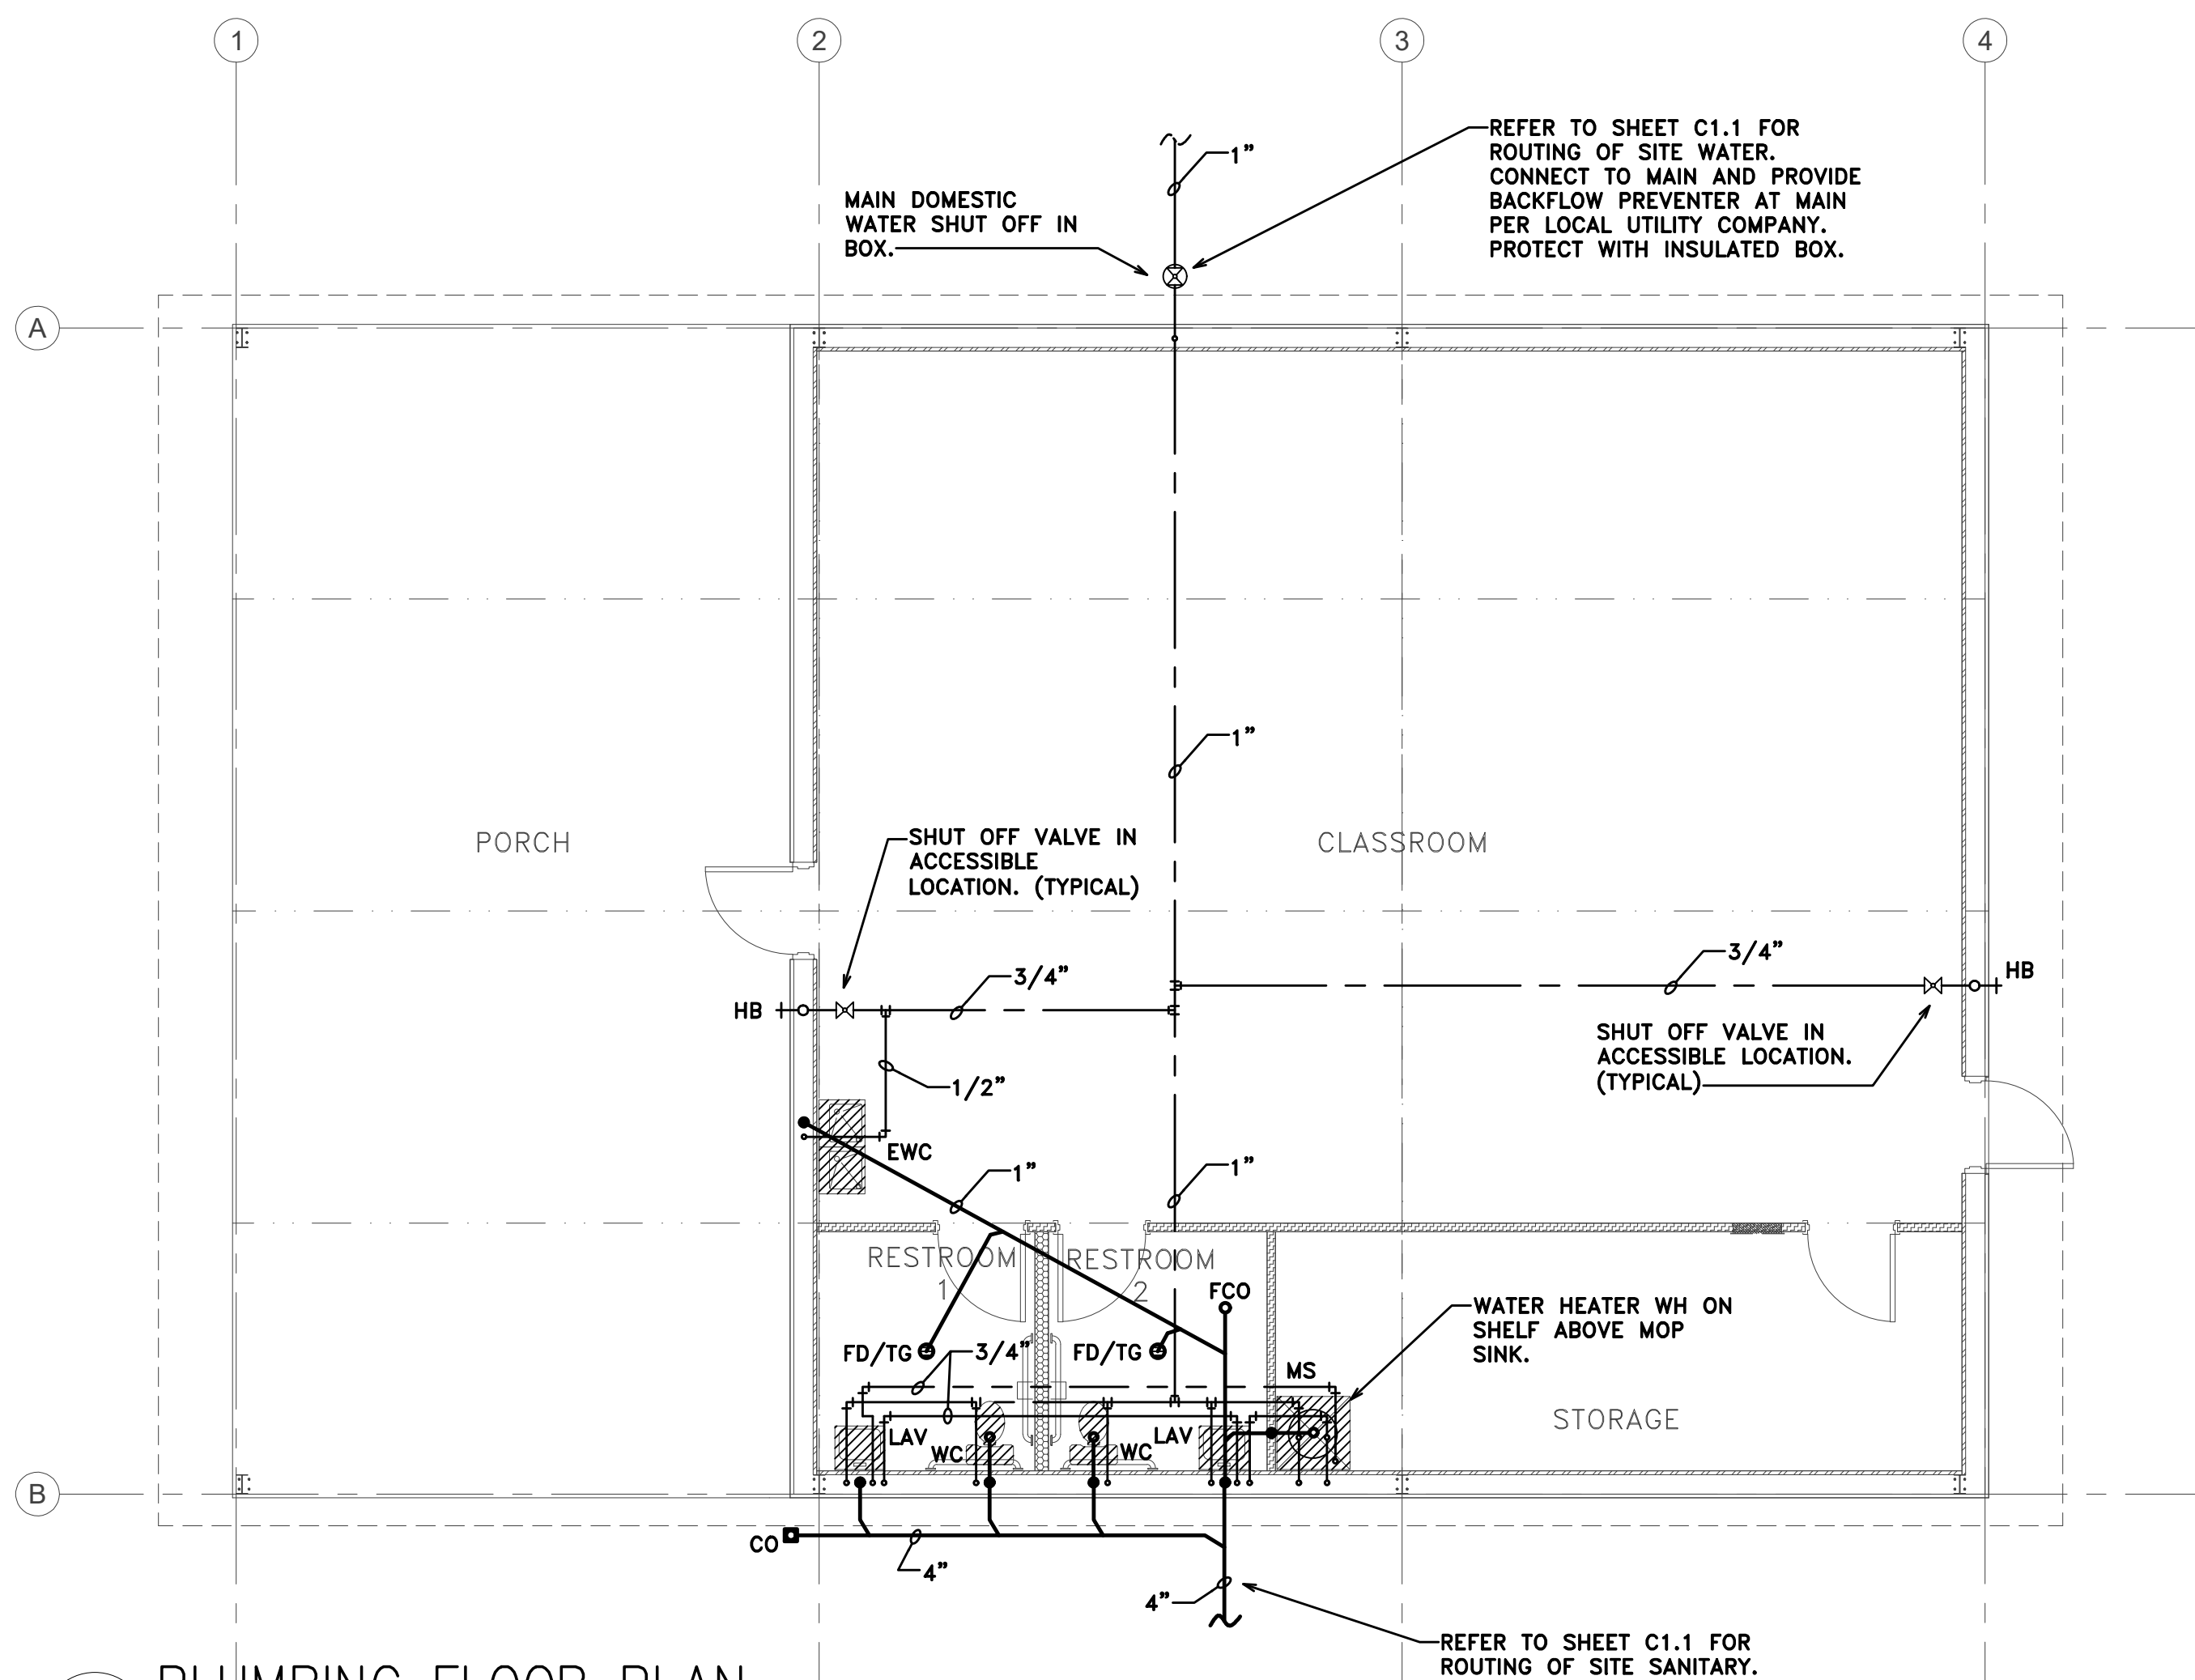 1
2
3
4
1”
REFER TO SHEET C1.1 FOR
ROUTING OF SITE WATER.
CONNECT TO MAIN AND PROVIDE
BACKFLOW PREVENTER AT MAIN
PER LOCAL UTILITY COMPANY.
PROTECT WITH INSULATED BOX.
MAIN DOMESTIC
WATER SHUT OFF IN
BOX.
A
1”
PORCH
SHUT OFF VALVE IN
ACCESSIBLE
LOCATION. (TYPICAL)
CLASSROOM
3/4”
3/4”
HB
HB
SHUT OFF VALVE IN
ACCESSIBLE LOCATION.
(TYPICAL)
1/2”
EWC
1”
1”
RESTROOM
1
RESTROOM
2
FCO
WATER HEATER WH ON
SHELF ABOVE MOP
SINK.
FD/TG
3/4”
FD/TG
MS
STORAGE
LAV
WC
WC
LAV
B
CO
4”
4”
REFER TO SHEET C1.1 FOR
ROUTING OF SITE SANITARY.
PLUMBING FLOOR PLAN